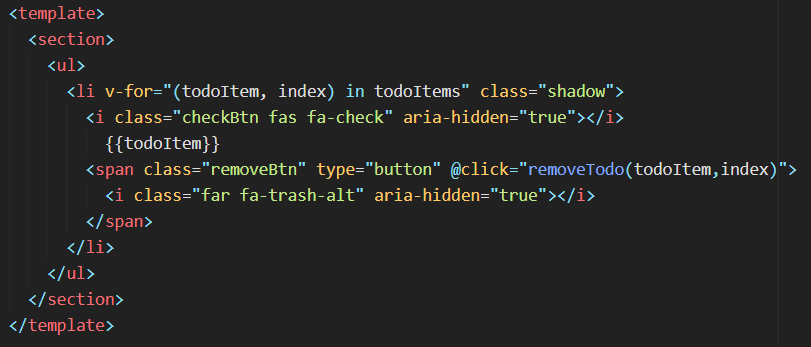 <template>
<section>
<ul>
<li v-for="(todoItem, index) in todoItems" class="shadow">
<i class="checkBtn fas fa-check" aria-hidden="true"></i>
{{todoItem}}
<span class="removeBtn" type="button" @click="removeTodo(todoItem,index)">
<i class="far fa-trash-alt" aria-hidden="true"></i>
</span>
</li>
</ul>
</section>
</template>